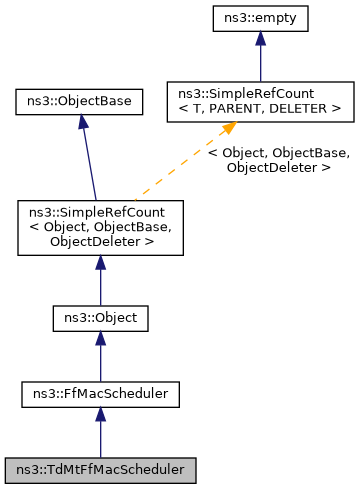 ns3::empty
ns3::SimpleRefCount
< T, PARENT, DELETER >
ns3::ObjectBase
< Object, ObjectBase,
ObjectDeleter >
ns3::SimpleRefCount
< Object, ObjectBase,
ObjectDeleter >
ns3::Object
ns3::FfMacScheduler
ns3::TdMtFfMacScheduler